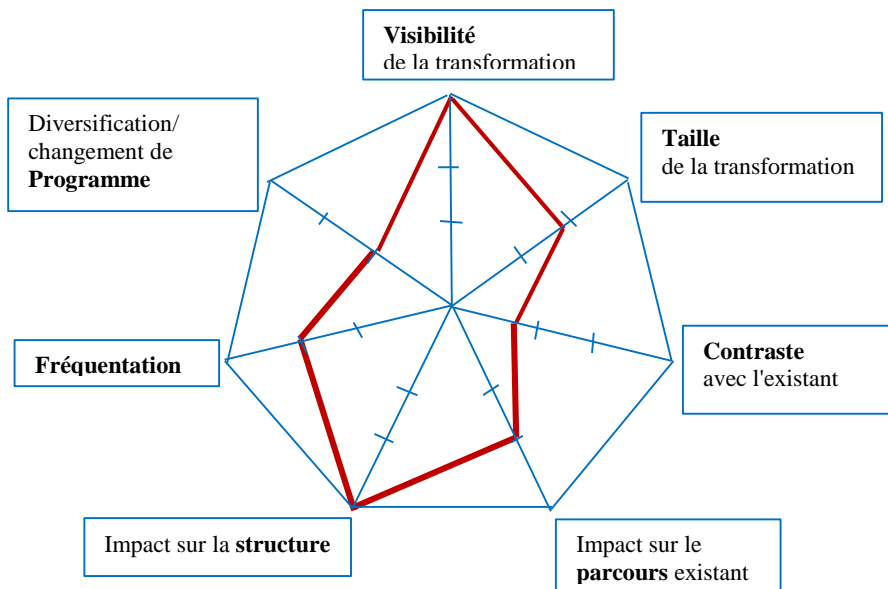 Visibilité
de la transformation
Diversification/
changement de
Programme
Taille
de la transformation
Fréquentation
Contraste
avec l'existant
Impact sur la structure
Impact sur le
parcours existant